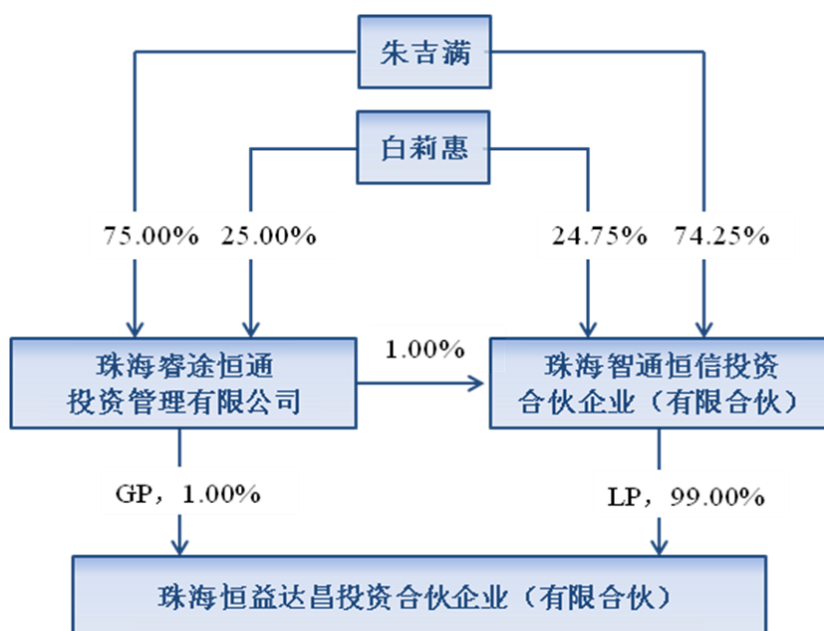 朱吉满
白莉惠
75.00%
25.00%
24.75%
74.25%
珠海睿途恒通
投资管理有限公司
1.00%
珠海智通恒信投资
合伙企业（有限合伙）
GP，1.00%
LP，99.00%
珠海恒益达昌投资合伙企业（有限合伙）